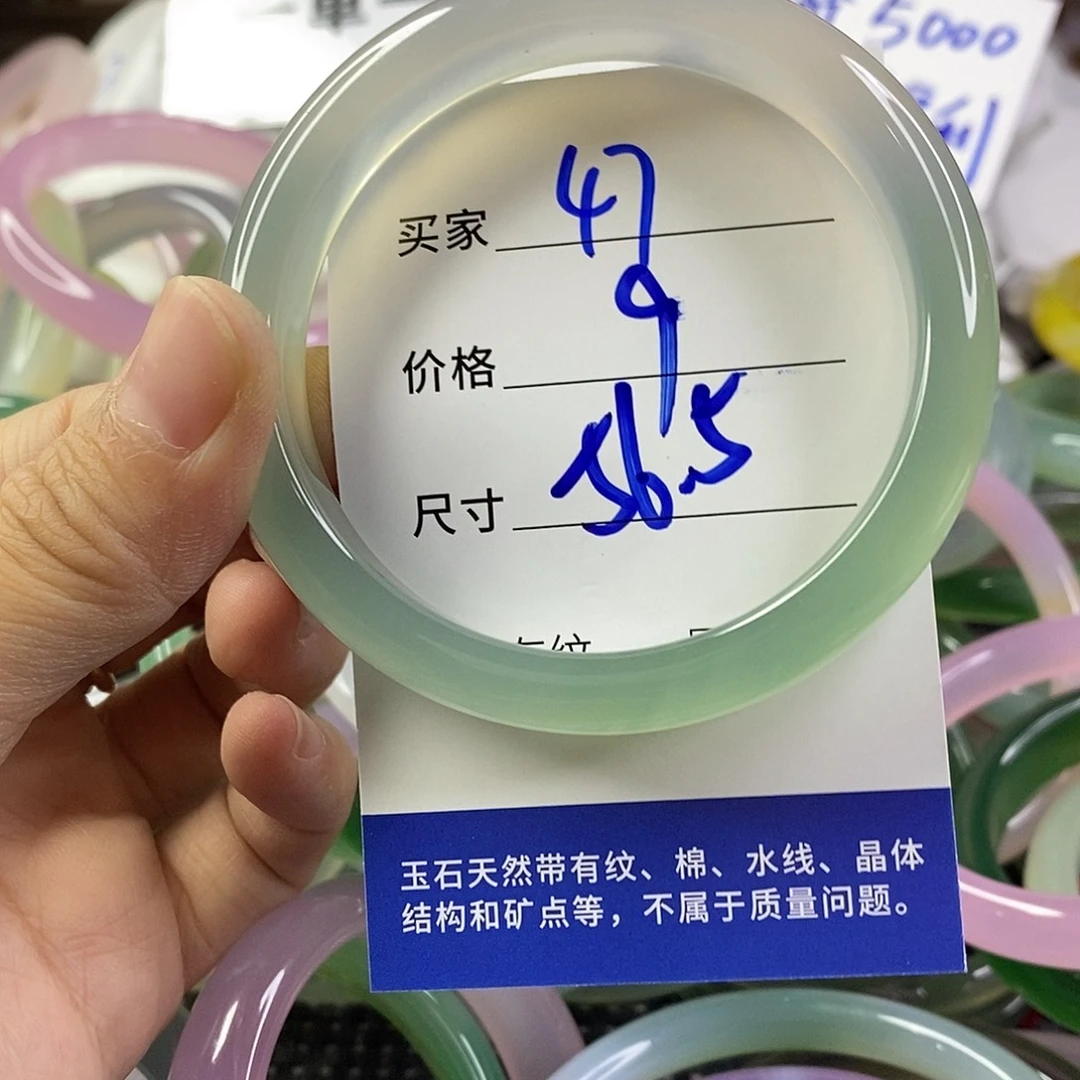 5000
买家 47
价格 9
尺寸 56.5
玉石天然带有纹、棉、水线、晶体
结构和矿点等，不属于质量问题。